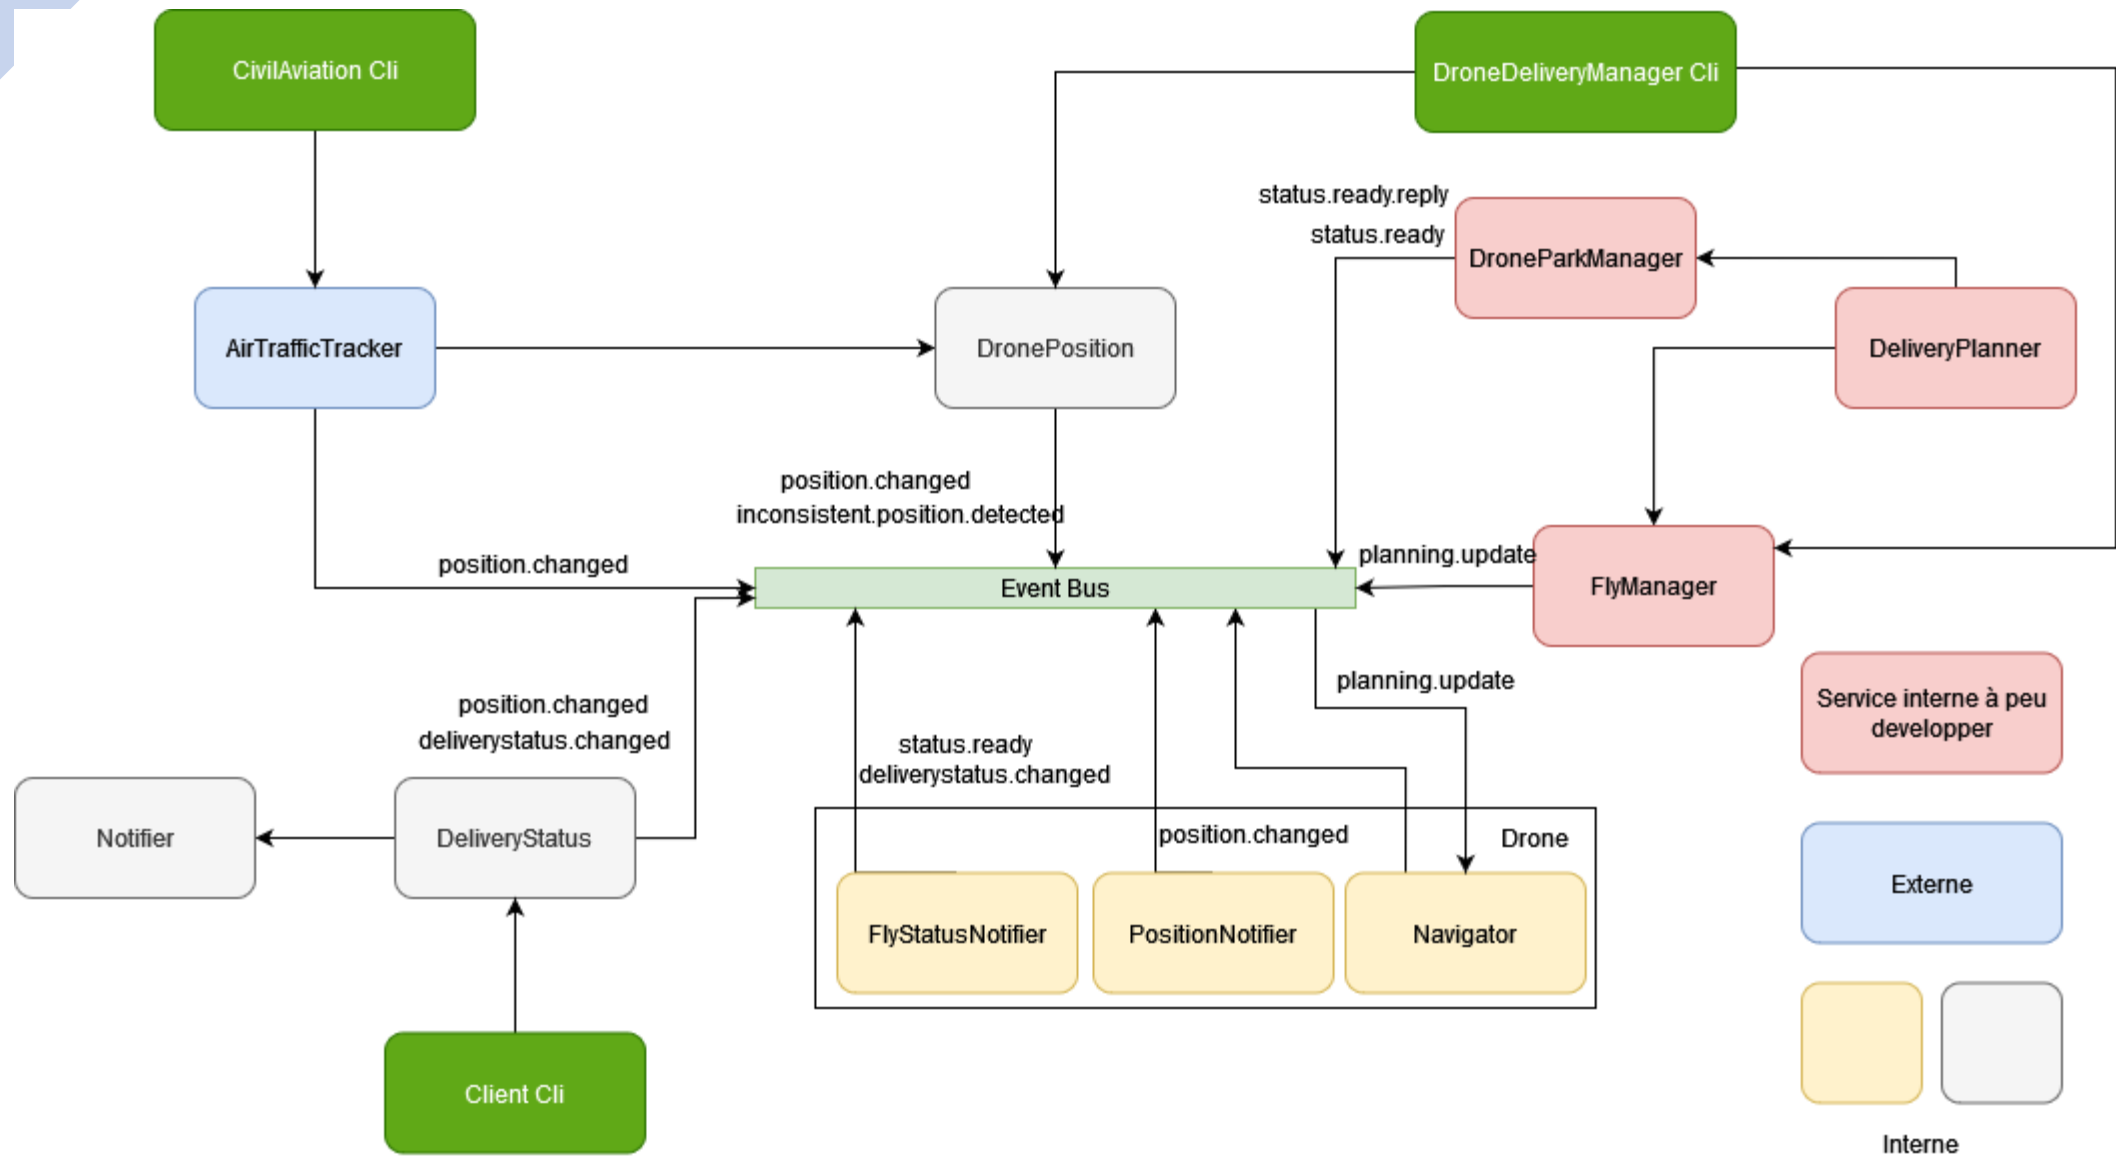 CivilAviation Cli
DroneDeliveryManager Cli
status.ready.reply
status.ready
DroneParkManager
AirTrafficTracker
DronePosition
DeliveryPlanner
position.changed
inconsistent.position.detected
position.changed
planning.update
Event Bus
FlyManager
planning.update
position.changed
deliverystatus.changed
Service interne à peu
developper
status.ready
deliverystatus.changed
Notifier
DeliveryStatus
position.changed
Drone
Externe
FlyStatusNotifier
PositionNotifier
Navigator
Client Cli
Interne